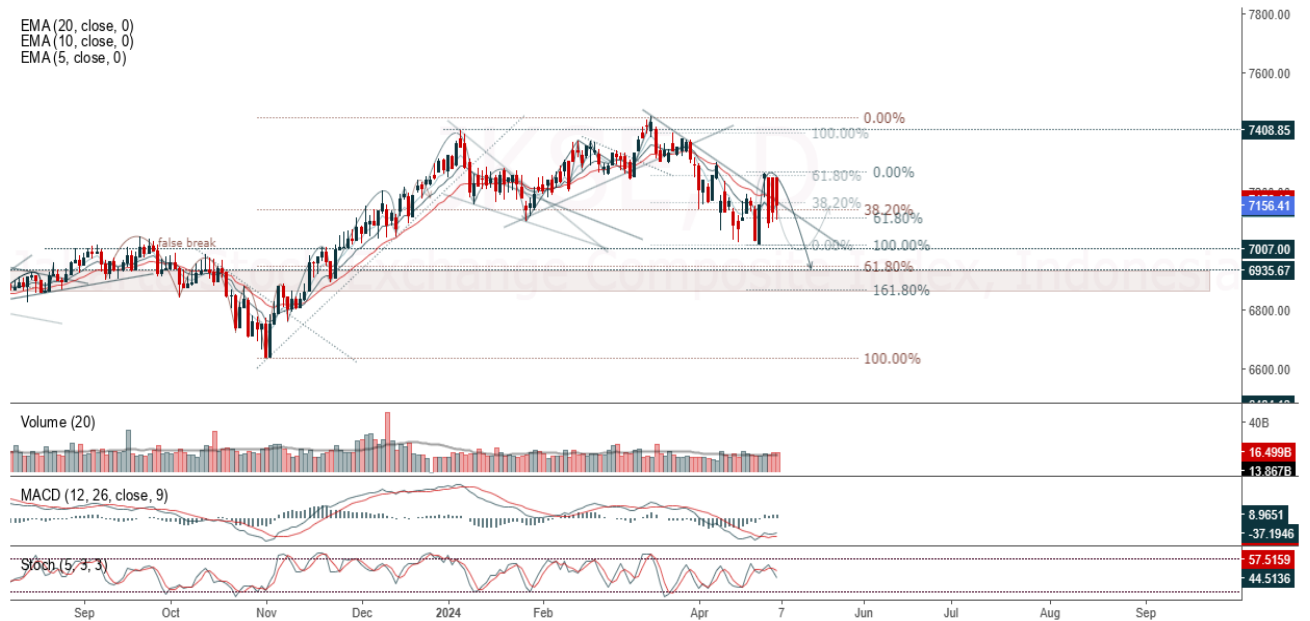 EMA (20, close, 0)
EMA (10, close, 0)
EMA (5, close, 0)
7800.00
7600.00
0.00%
100.00%
7408.85
61.80%
0.00%
7156.41
38.20%
38.20%
61.80%
false break
0.00%
100.00%
7007.00
61.80%
6935.67
161.80%
6800.00
100.00%
6600.00
Volume (20)
40B
16.499B
13.867B
MACD (12, 26, close, 9)
8.9651
-37.1946
Stoch (5, 3, 3)
57.5159
44.5136
Sep Oct Nov Dec 2024 Feb Apr 7 Jun Jul Aug Sep